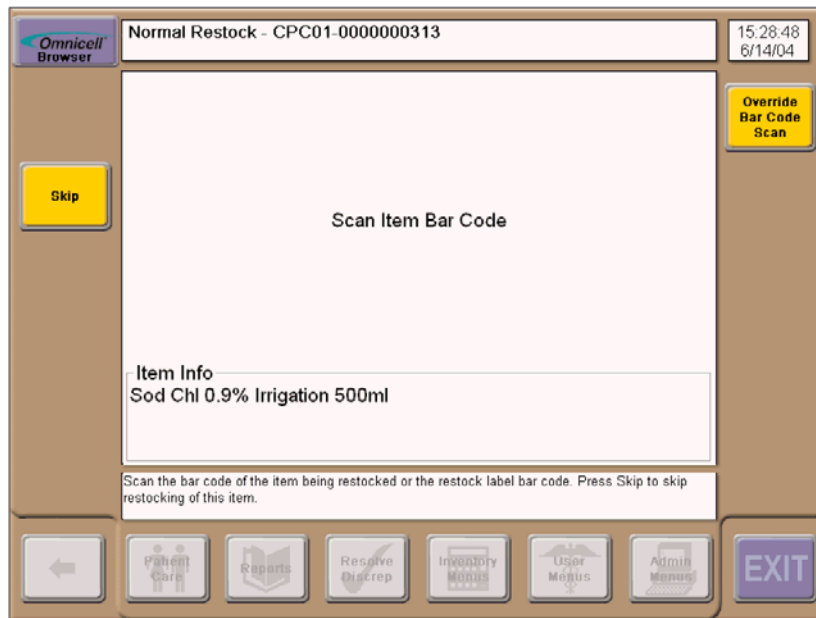 Omnicell
Browser
Normal Restock - CPC01-0000000313
15:28:48
6/14/04
Override
Bar Code
Scan
Skip
Scan Item Bar Code
Item Info
Sod Chl 0.9% Irrigation 500ml
Scan the bar code of the item being restocked or the restock label bar code. Press Skip to skip
restocking of this item.
Patient
Care
Reports
Resolve
Discrep
Inventory
Menus
User
Menus
Admin
Menus
EXIT